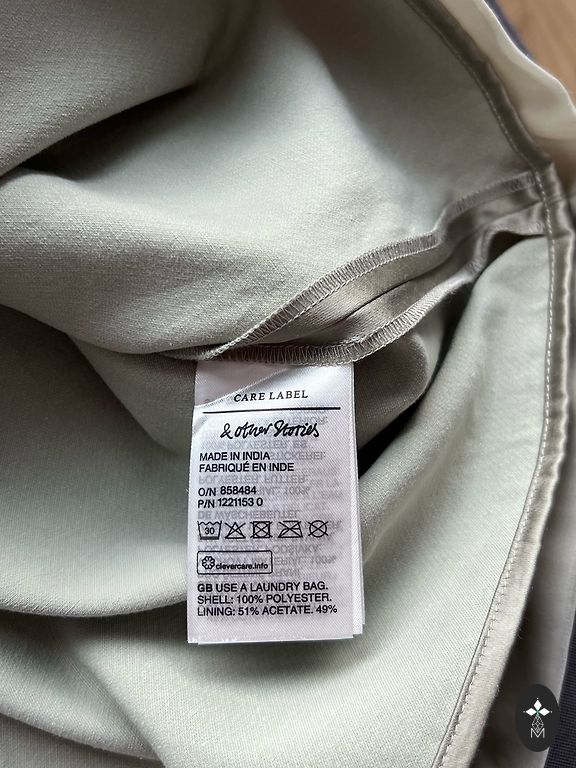 CARE LABEL
& other Stories
MADE IN INDIA
FABRIQUÉ EN INDE
O/N 858484
P/N 1221153 0
30
clevercare.info
GB USE A LAUNDRY BAG.
SHELL: 100% POLYESTER.
LINING: 51% ACETATE. 49%
M